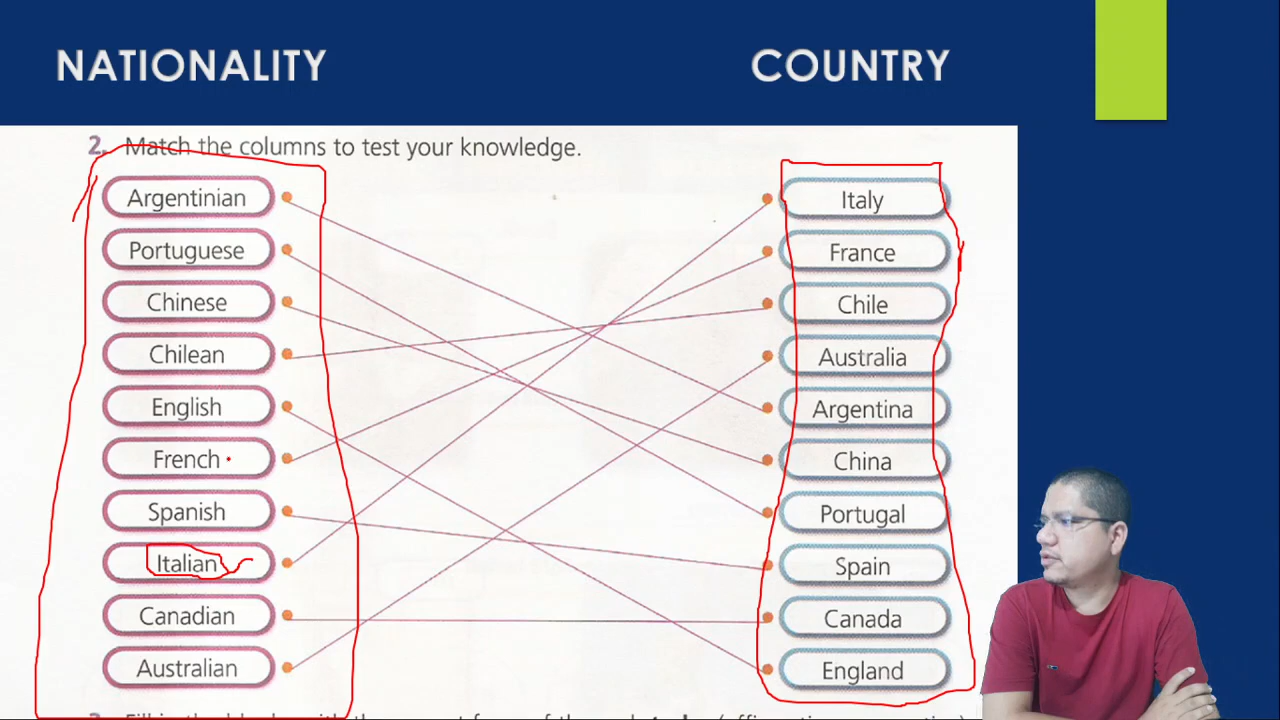 NATIONALITY COUNTRY
2. Match the columns to test your knowledge.
Argentinian Italy
Portuguese France
Chinese Chile
Chilean Australia
English Argentina
French China
Spanish Portugal
Italian Spain
Canadian Canada
Australian England